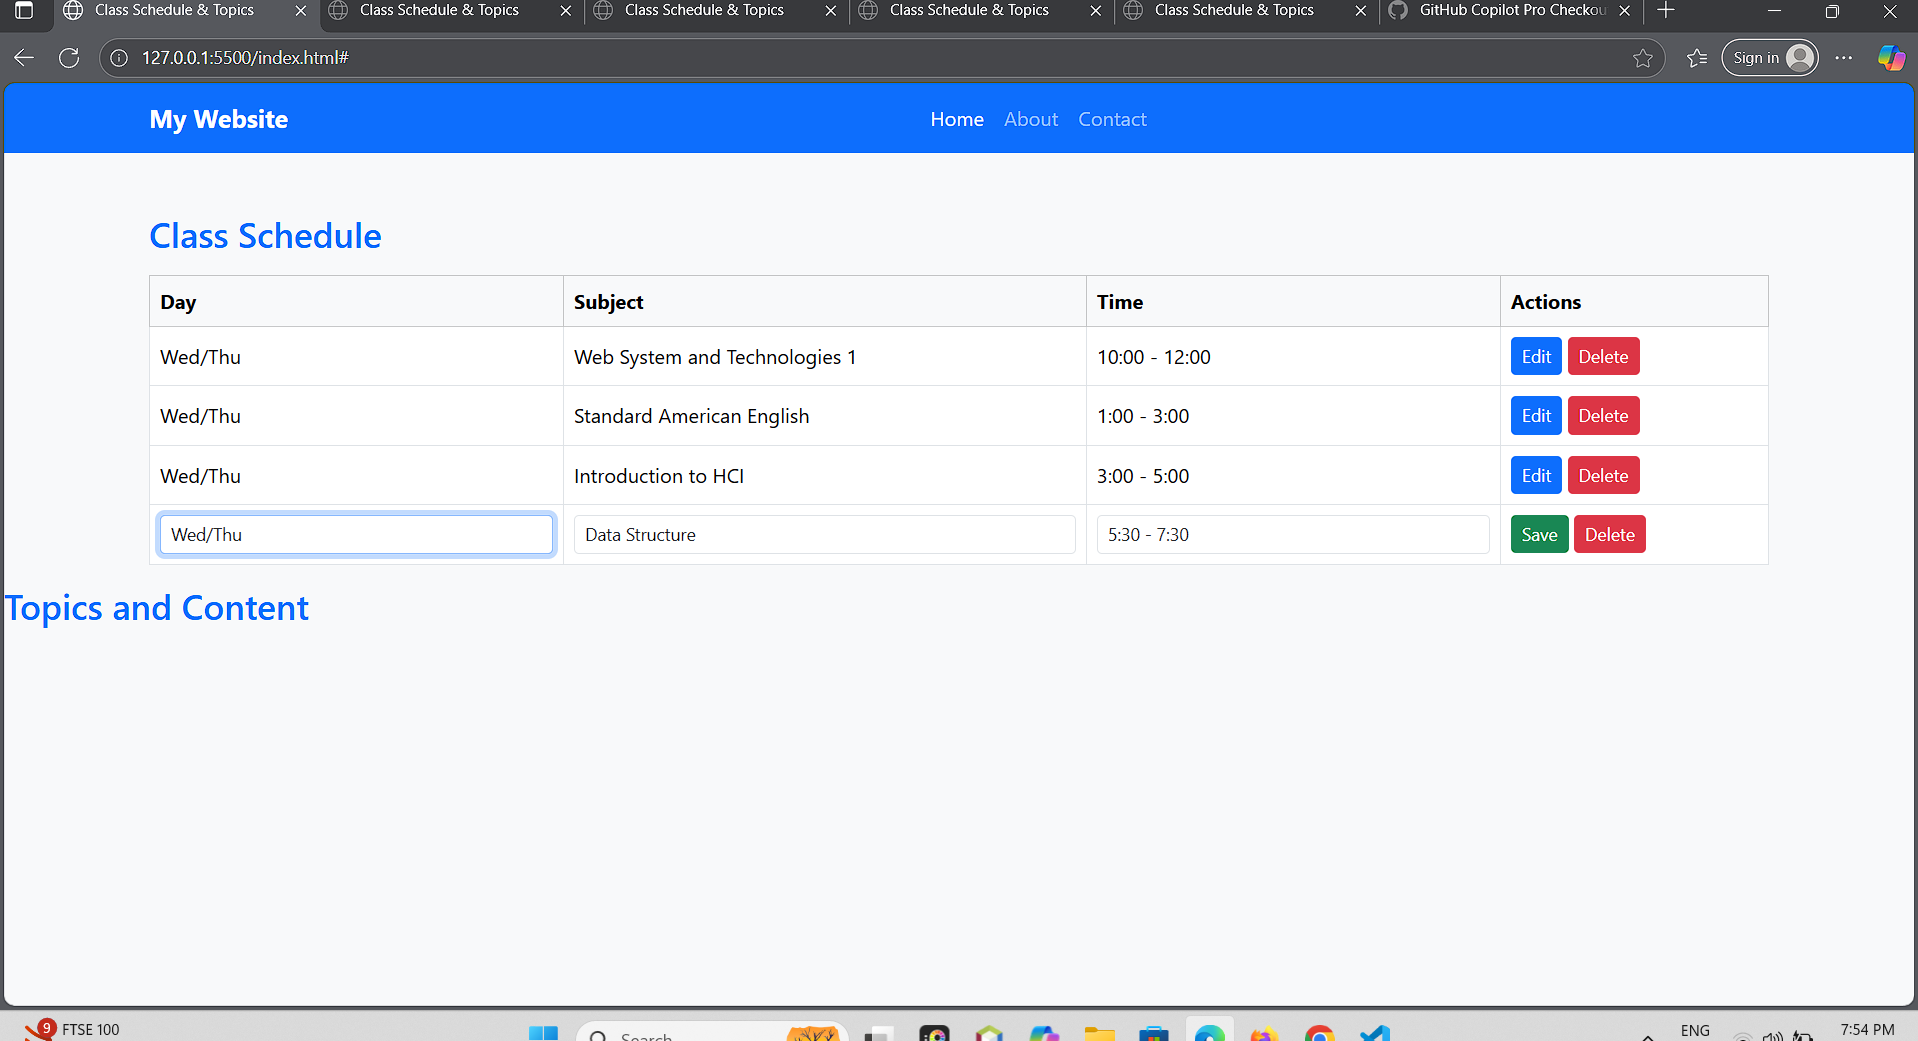 Class Schedule & Topics
Class Schedule & Topics
Class Schedule & Topics
Class Schedule & Topics
Class Schedule & Topics
GitHub Copilot Pro Checkou
127.0.0.1:5500/index.html#
Sign in
My Website
Home About Contact
Class Schedule
Day Subject Time Actions
Wed/Thu Web System and Technologies 1 10:00 - 12:00 Edit Delete
Wed/Thu Standard American English 1:00 - 3:00 Edit Delete
Wed/Thu Introduction to HCI 3:00 - 5:00 Edit Delete
Wed/Thu Data Structure 5:30 - 7:30 Save Delete
Topics and Content
9 FTSE 100
Search
ENG
7:54 PM